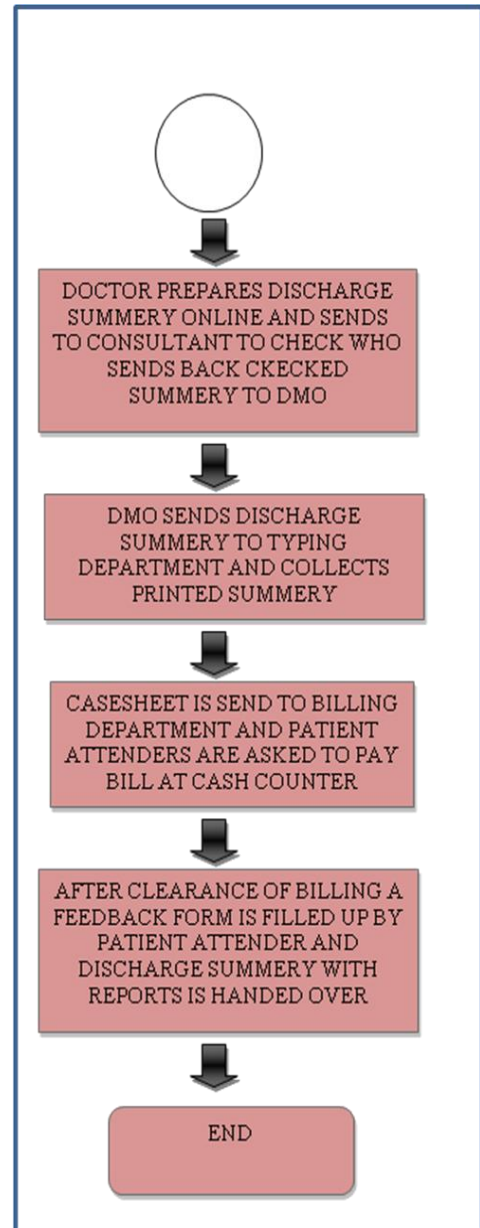 DOCTOR PREPARES DISCHARGE
SUMMERY ONLINE AND SENDS
TO CONSULTANT TO CHECK WHO
SENDS BACK CKECKED
SUMMERY TO DMO
DMO SENDS DISCHARGE
SUMMERY TO TYPING
DEPARTMENT AND COLLECTS
PRINTED SUMMERY
CASESHEET IS SEND TO BILLING
DEPARTMENT AND PATIENT
ATTENDERS ARE ASKED TO PAY
BILL AT CASH COUNTER
AFTER CLEARANCE OF BILLING A
FEEDBACK FORM IS FILLED UP BY
PATIENT ATTENDER AND
DISCHARGE SUMMERY WITH
REPORTS IS HANDED OVER
END